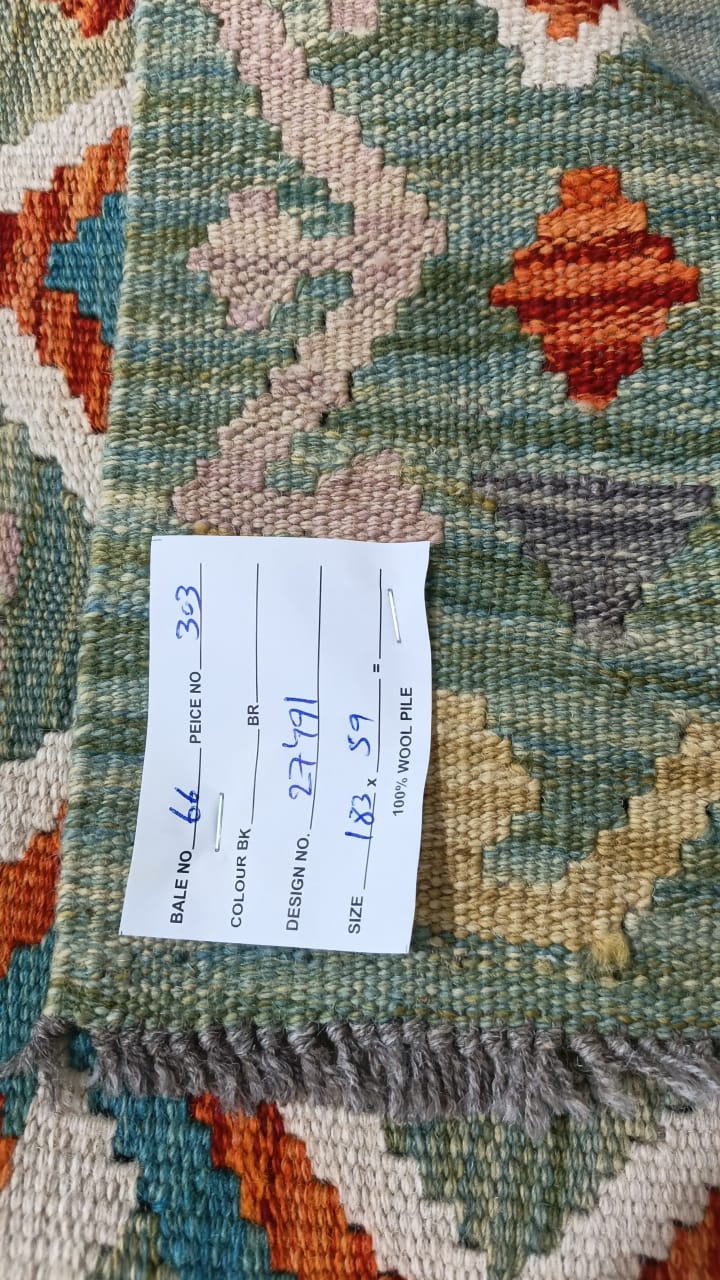 BALE NO 66 PEICE NO 303
COLOUR BK BR.
DESIGN NO. 27491
SIZE 183 x 59 =
100% WOOL PILE